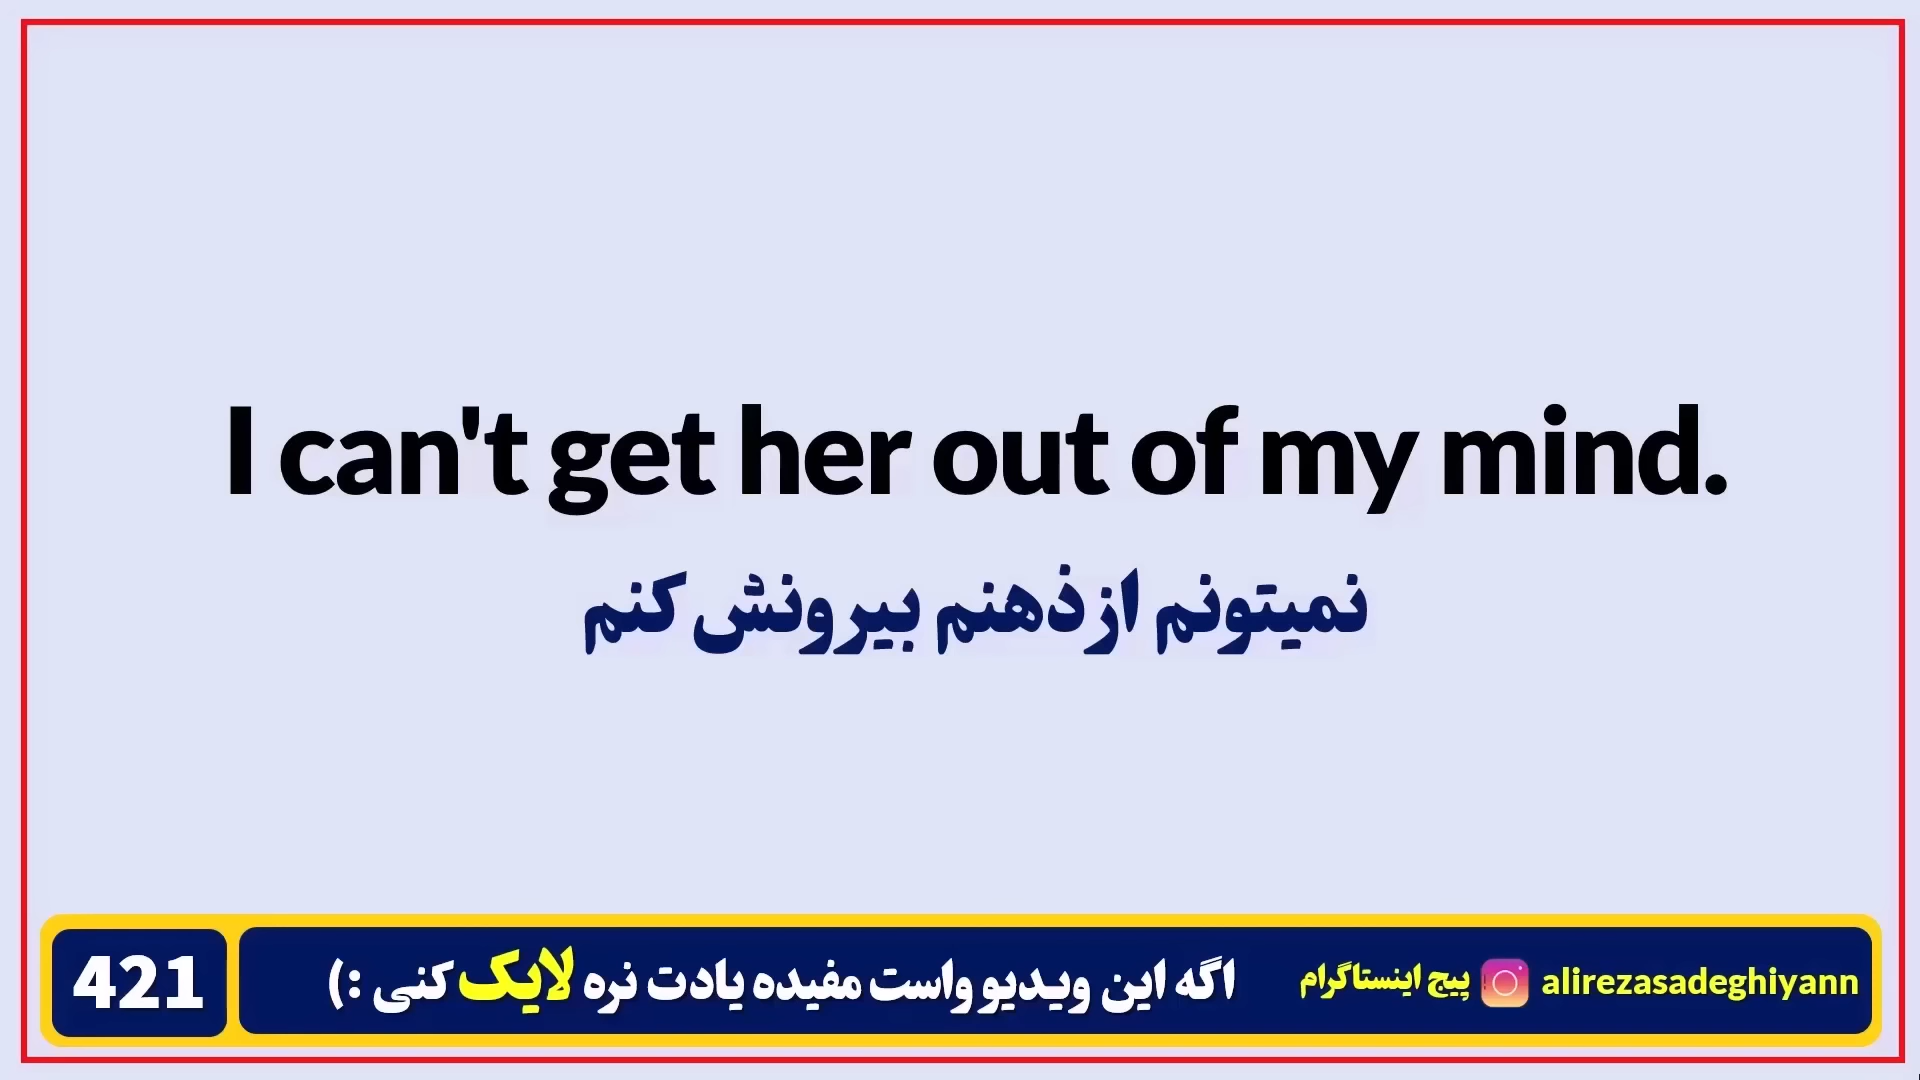 I can't get her out of my mind.
نمیتونم از ذهنم بیرونش کنم
421
اگه این ویدیو واست مفیده یادت نره لایک کنی :)
پیج اینستاگرام alirezasadeghiyann